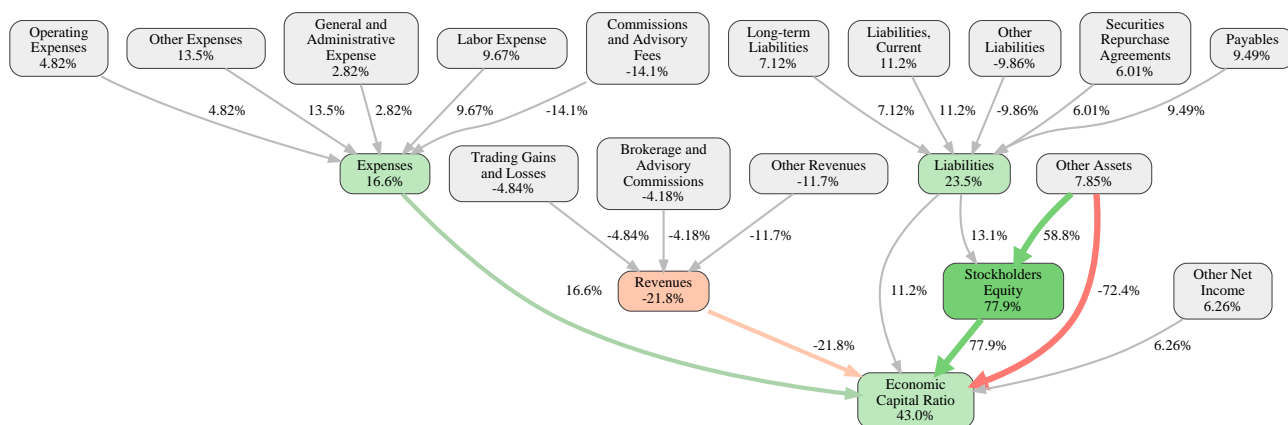 Operating
Expenses
4.82%
Other Expenses
13.5%
General and
Administrative
Expense
2.82%
Labor Expense
9.67%
Commissions
and Advisory
Fees
-14.1%
Long-term
Liabilities
7.12%
Liabilities,
Current
11.2%
Other
Liabilities
-9.86%
Securities
Repurchase
Agreements
6.01%
Payables
9.49%
4.82%
13.5%
2.82%
9.67%
-14.1%
7.12%
11.2%
-9.86%
6.01%
9.49%
Expenses
16.6%
Trading Gains
and Losses
-4.84%
Brokerage and
Advisory
Commissions
-4.18%
Other Revenues
-11.7%
Liabilities
23.5%
Other Assets
7.85%
-4.84%
-4.18%
-11.7%
13.1%
58.8%
Revenues
-21.8%
Stockholders
Equity
77.9%
Other Net
Income
6.26%
16.6%
11.2%
-72.4%
-21.8%
77.9%
6.26%
Economic
Capital Ratio
43.0%